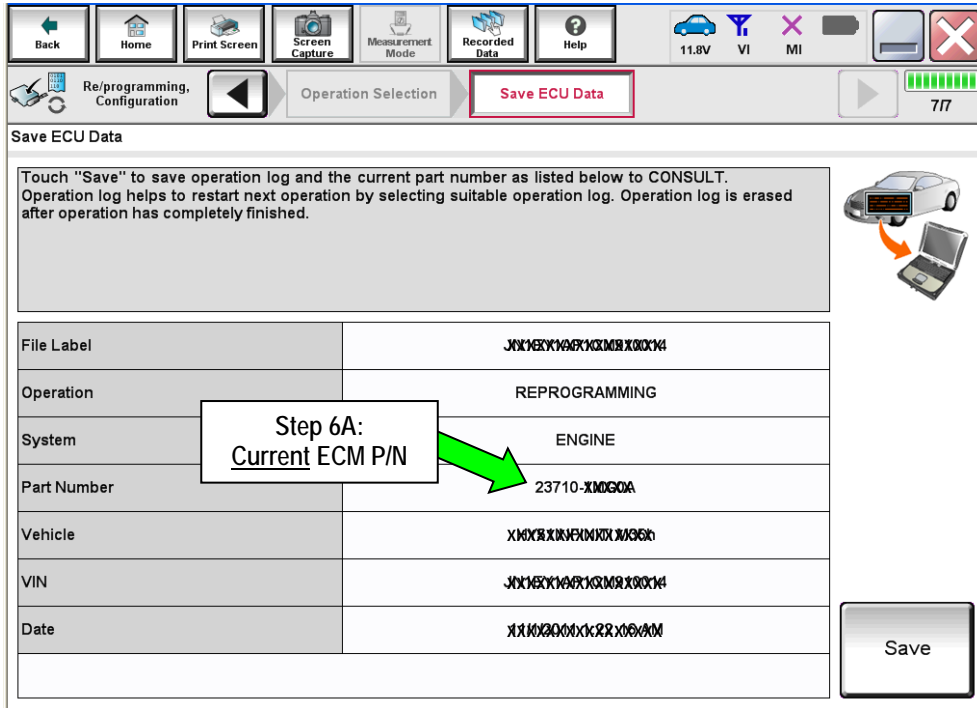 Back
Home
Print Screen
Screen Capture
Measurement Mode
Recorded Data
Help
11.8V
VI
MI
Re/programming, Configuration
Operation Selection
Save ECU Data
7/7
Save ECU Data
Touch "Save" to save operation log and the current part number as listed below to CONSULT.
Operation log helps to restart next operation by selecting suitable operation log. Operation log is erased
after operation has completely finished.
File Label
Operation
REPROGRAMMING
Step 6A:
Current ECM P/N
System
ENGINE
Part Number
23710-
Vehicle
VIN
Date
Save